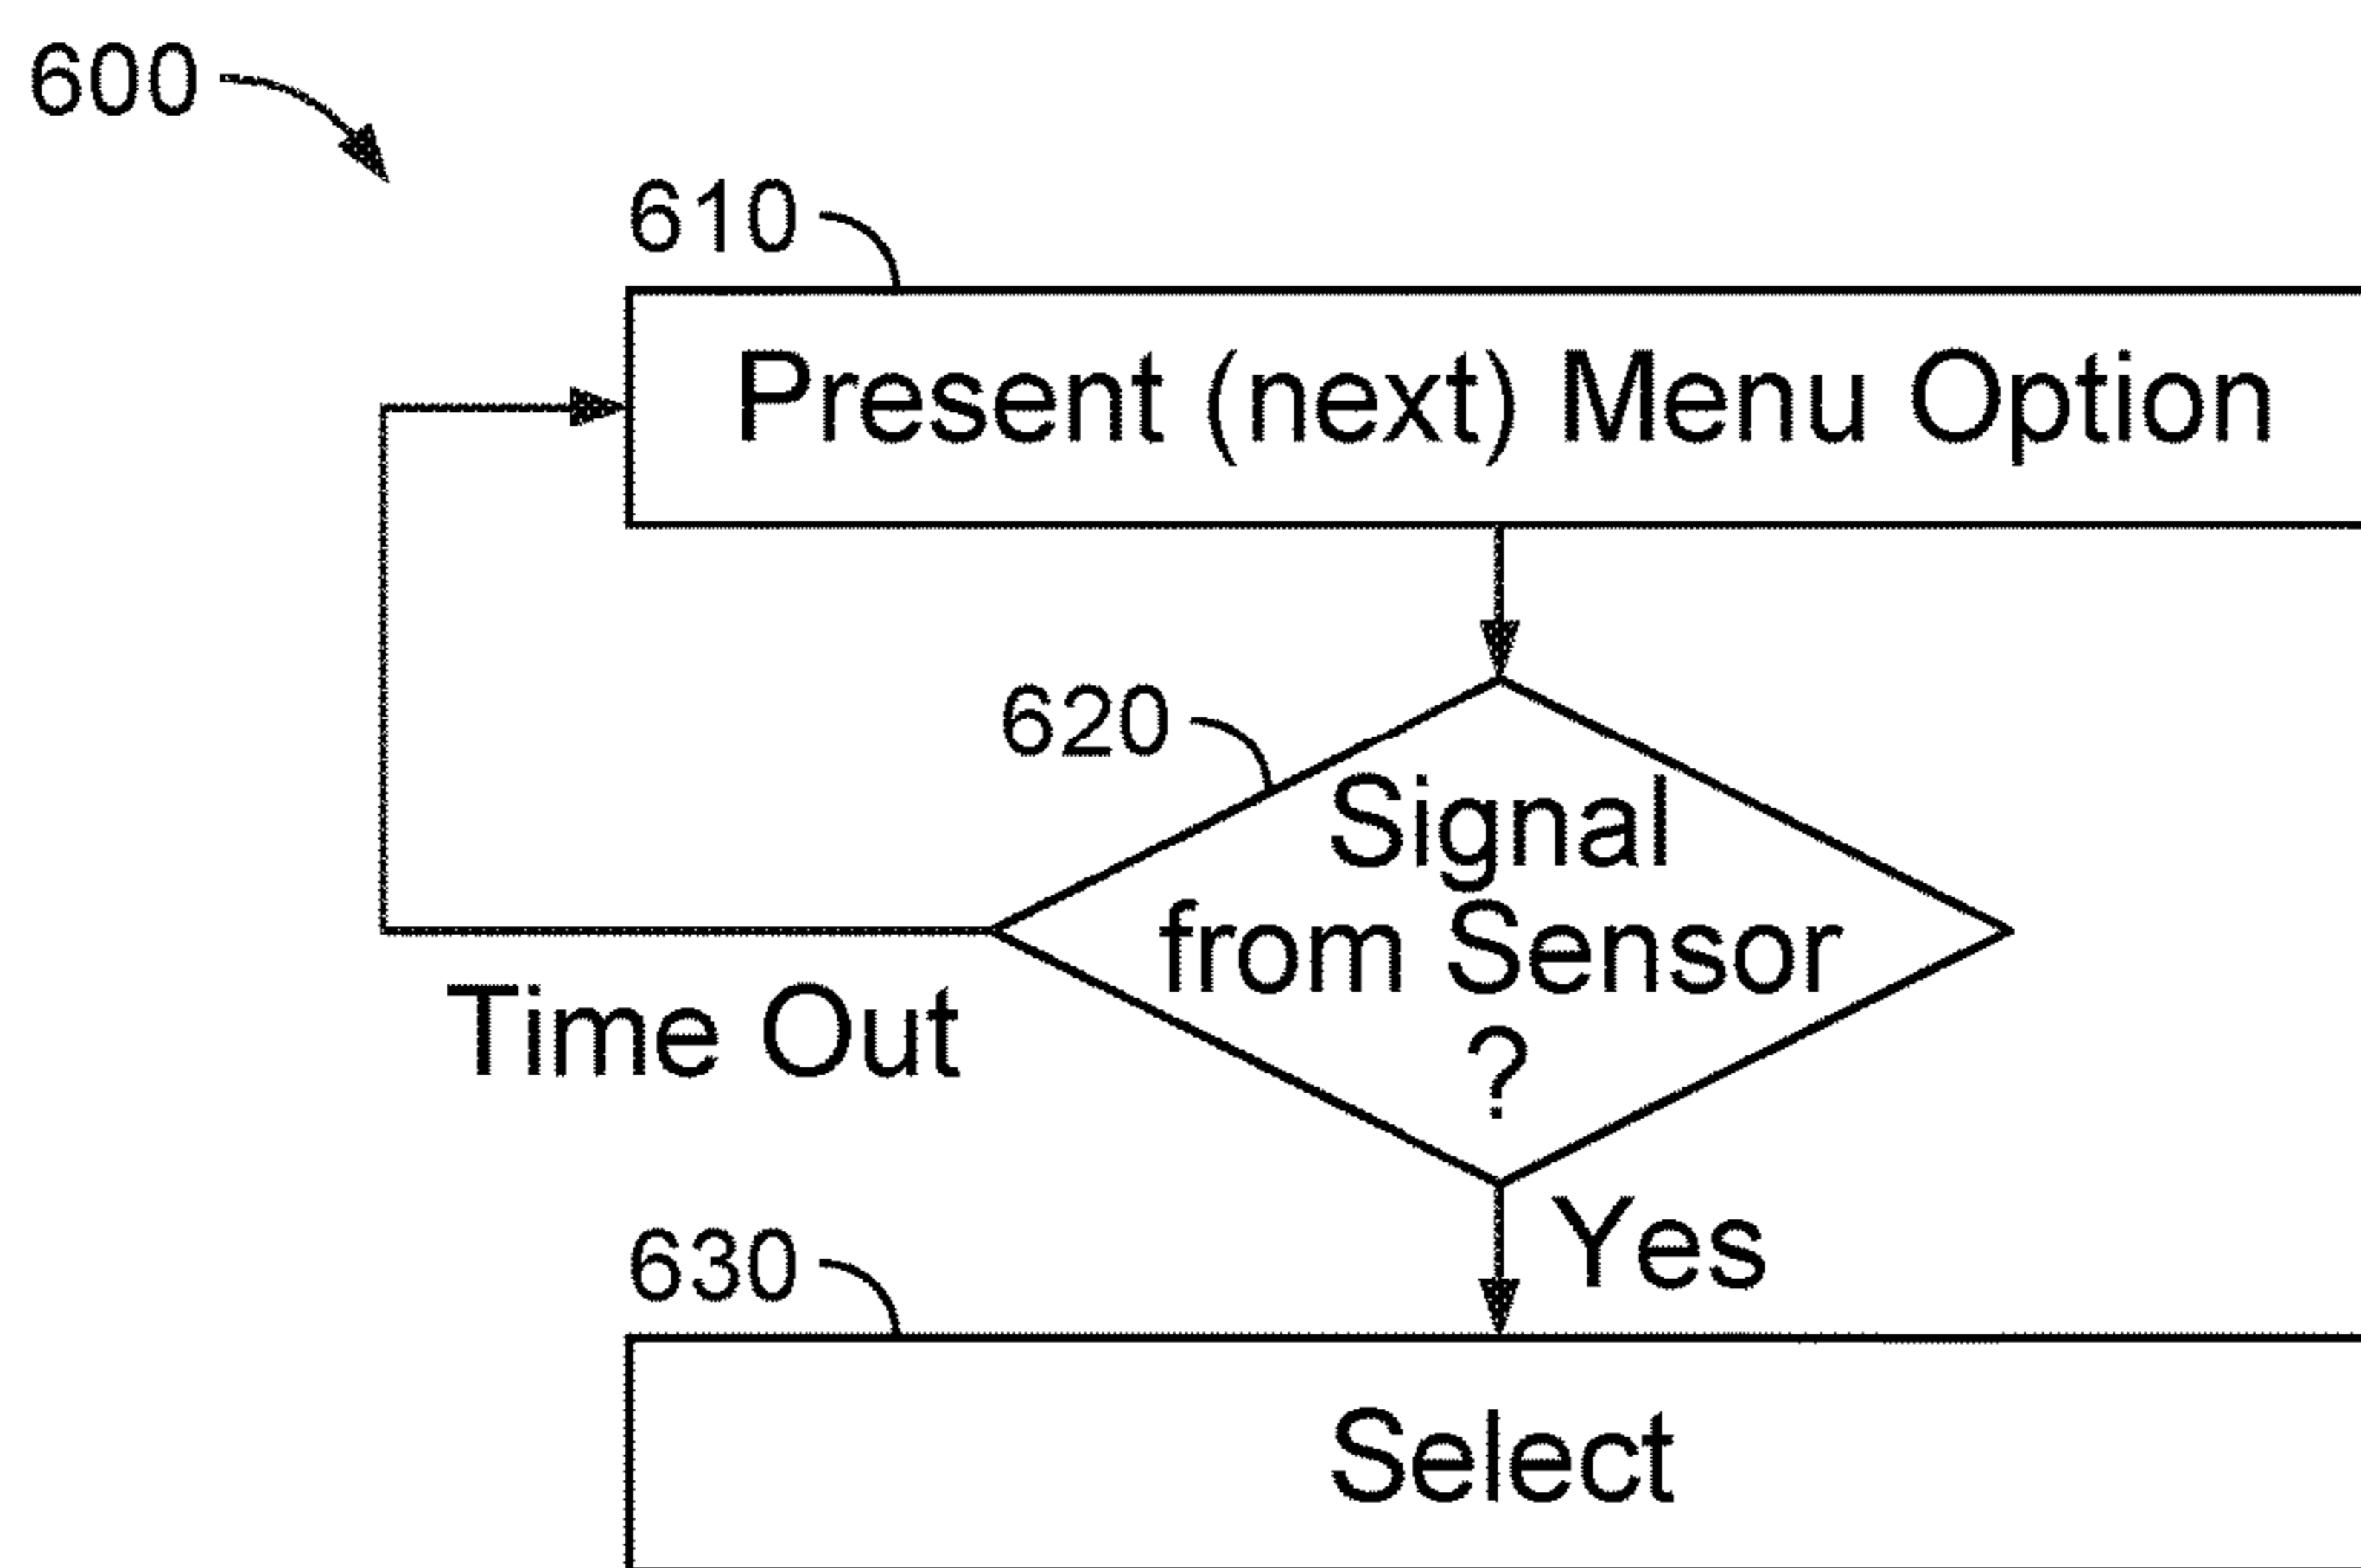 600
610
Present (next) Menu Option
620
Signal
from Sensor
?
Time Out
Yes
630
Select